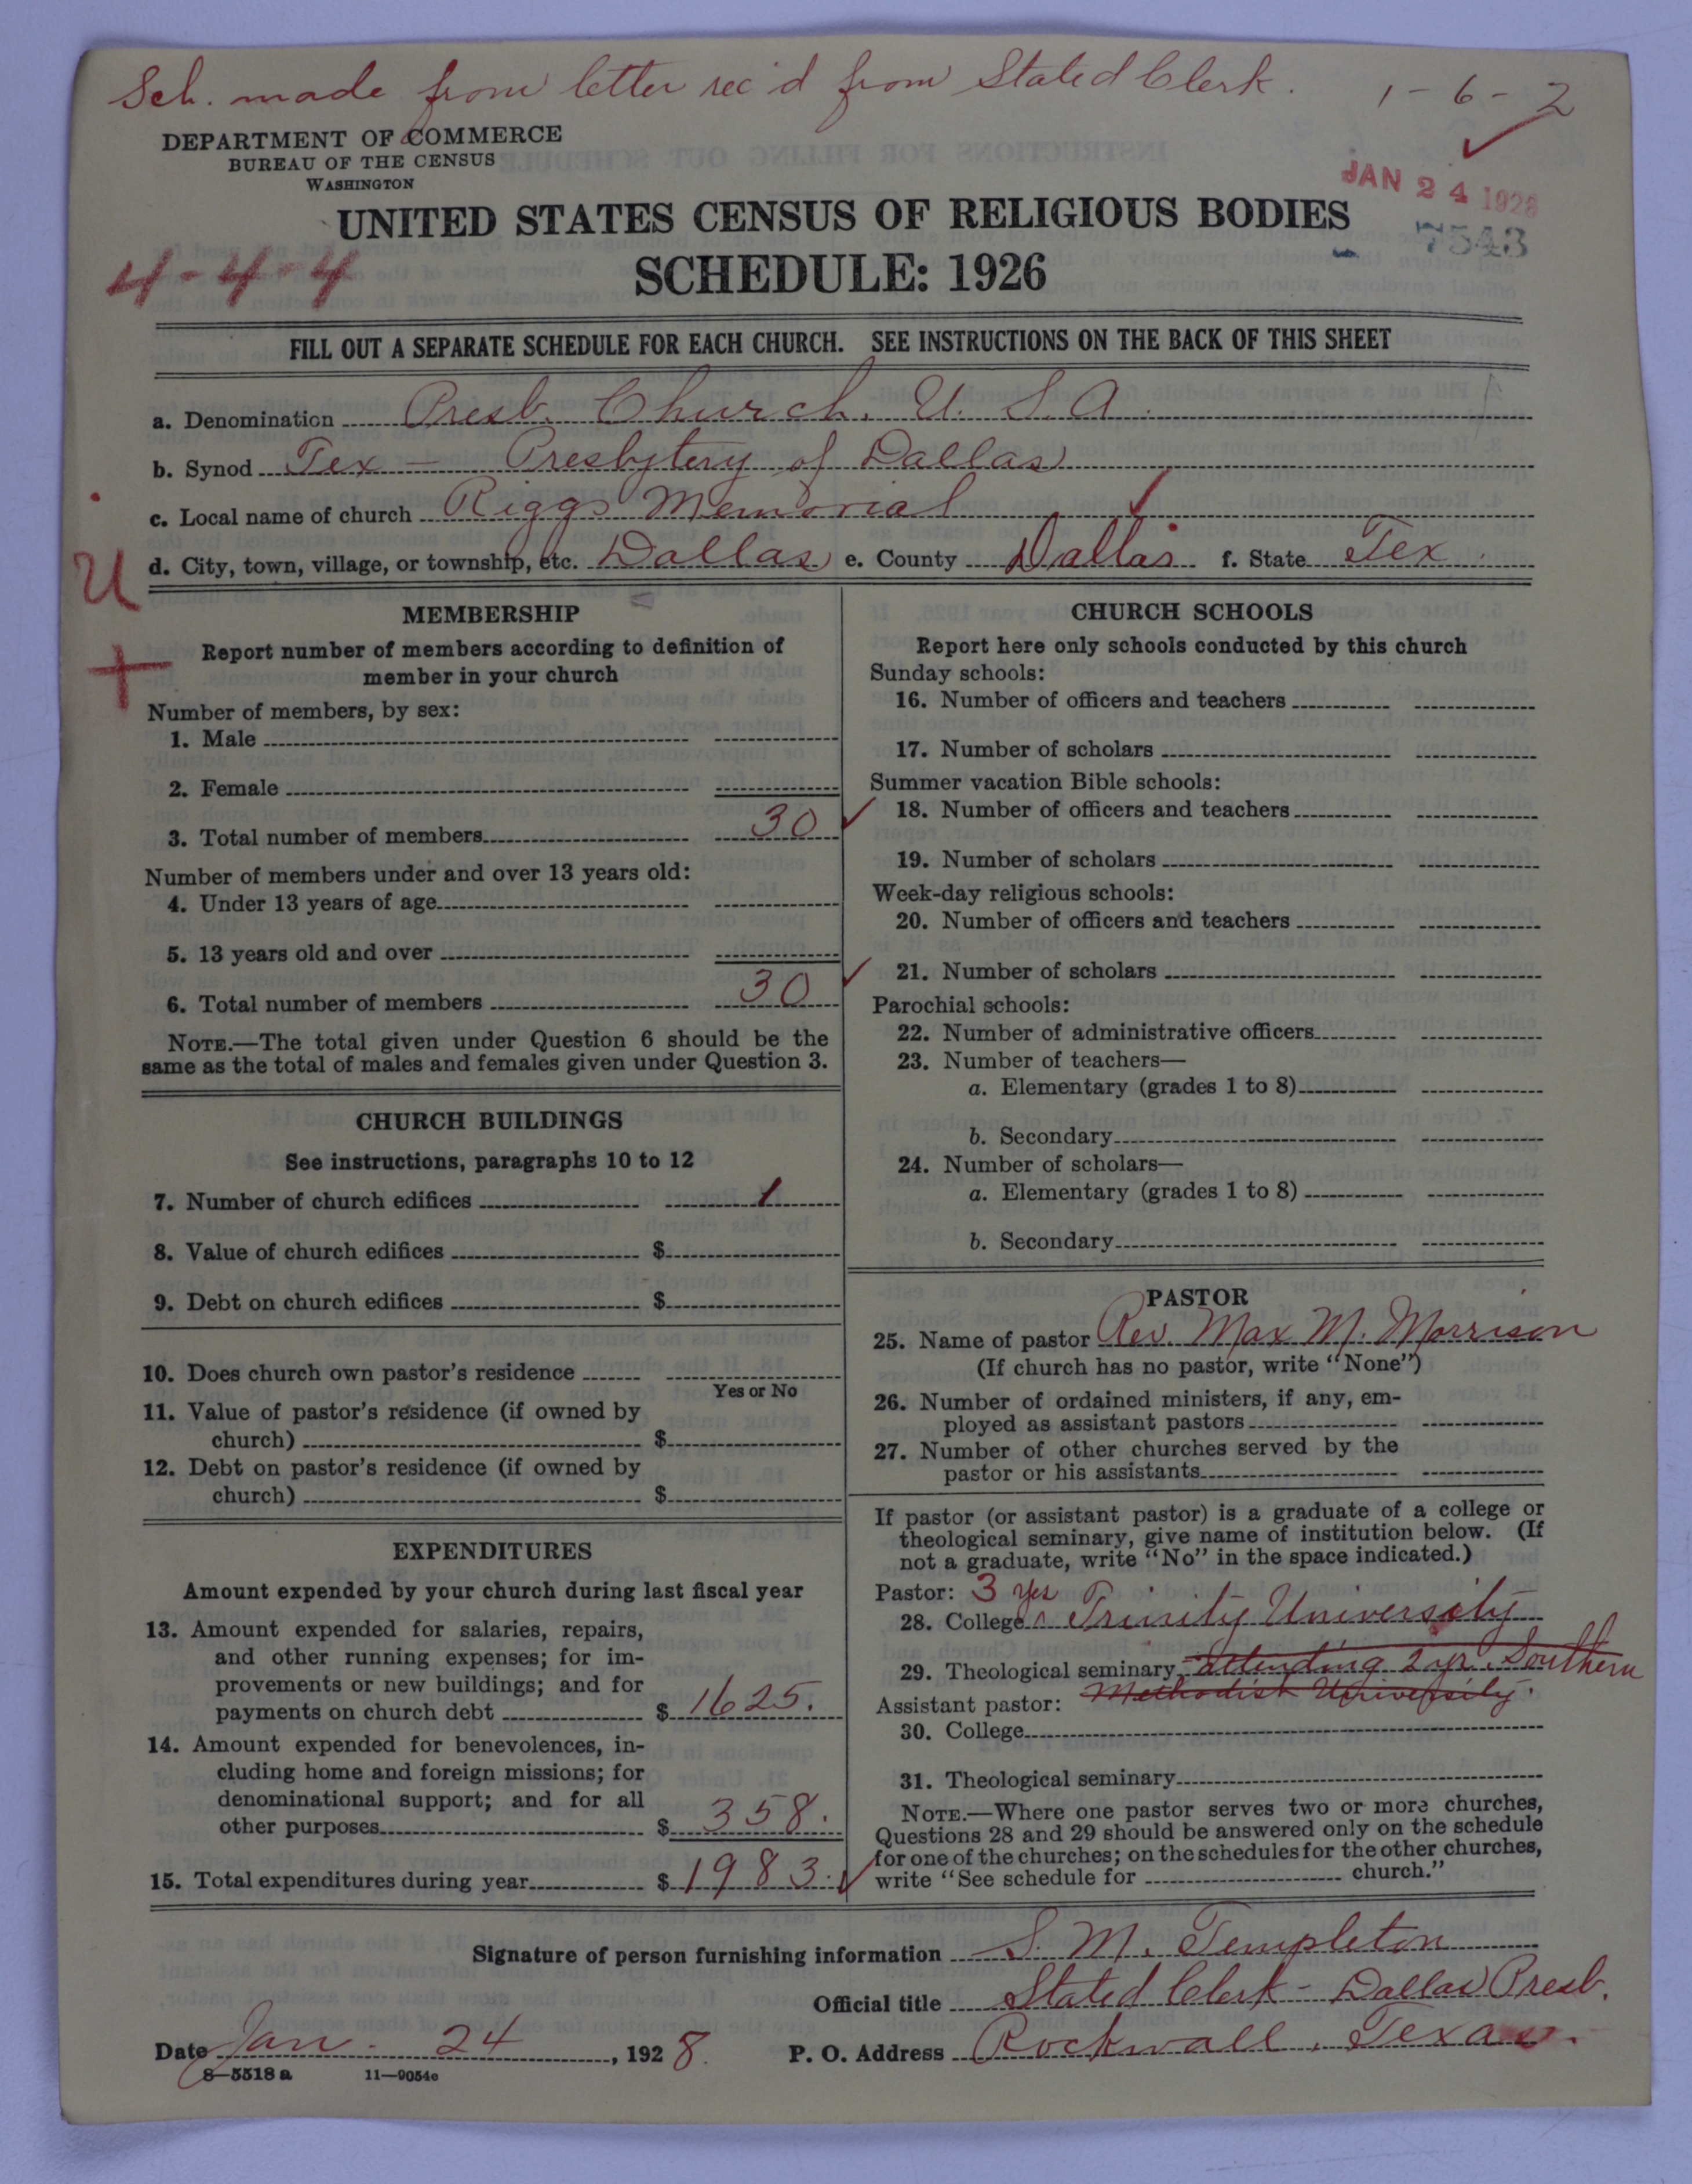 Sch. made from letter rec'd from Stated Clerk. 1-6-2
DEPARTMENT OF COMMERCE
BUREAU OF THE CENSUS
WASHINGTON
JAN 24 1928
UNITED STATES CENSUS OF RELIGIOUS BODIES
7543
4-4-4
SCHEDULE: 1926
FILL OUT A SEPARATE SCHEDULE FOR EACH CHURCH. SEE INSTRUCTIONS ON THE BACK OF THIS SHEET
a. Denomination Presb. Church. U. S. A.
b. Synod Tex — Presbytery of Dallas
c. Local name of church Riggs Memorial
d. City, town, village, or township, etc. Dallas e. County Dallas f. State Tex.
U
+
MEMBERSHIP
Report number of members according to definition of
member in your church
Number of members, by sex:
1. Male
2. Female
3. Total number of members 30
Number of members under and over 13 years old:
4. Under 13 years of age
5. 13 years old and over
6. Total number of members 30
NOTE.—The total given under Question 6 should be the
same as the total of males and females given under Question 3.
CHURCH BUILDINGS
See instructions, paragraphs 10 to 12
7. Number of church edifices 1
8. Value of church edifices $
9. Debt on church edifices $
10. Does church own pastor's residence
Yes or No
11. Value of pastor's residence (if owned by
church) $
12. Debt on pastor's residence (if owned by
church) $
EXPENDITURES
Amount expended by your church during last fiscal year
13. Amount expended for salaries, repairs,
and other running expenses; for im-
provements or new buildings; and for
payments on church debt $ 1625.
14. Amount expended for benevolences, in-
cluding home and foreign missions; for
denominational support; and for all
other purposes $ 358.
15. Total expenditures during year $ 1983.
CHURCH SCHOOLS
Report here only schools conducted by this church
Sunday schools:
16. Number of officers and teachers
17. Number of scholars
Summer vacation Bible schools:
18. Number of officers and teachers
19. Number of scholars
Week-day religious schools:
20. Number of officers and teachers
21. Number of scholars
Parochial schools:
22. Number of administrative officers
23. Number of teachers—
a. Elementary (grades 1 to 8)
b. Secondary
24. Number of scholars—
a. Elementary (grades 1 to 8)
b. Secondary
PASTOR
25. Name of pastor Rev. Max M. Morrison
(If church has no pastor, write "None")
26. Number of ordained ministers, if any, em-
ployed as assistant pastors
27. Number of other churches served by the
pastor or his assistants
If pastor (or assistant pastor) is a graduate of a college or
theological seminary, give name of institution below. (If
not a graduate, write "No" in the space indicated.)
Pastor: 3 yrs
28. College Trinity University
29. Theological seminary, attending 2 yr. Southern
Methodist University.
Assistant pastor:
30. College
31. Theological seminary
NOTE.—Where one pastor serves two or more churches,
Questions 28 and 29 should be answered only on the schedule
for one of the churches; on the schedules for the other churches,
write "See schedule for church."
Signature of person furnishing information S. M. Templeton
Official title Stated Clerk - Dallas Presb.
Date Jan. 24, 1928. P. O. Address Rockwall, Texas.
8—5518 a 11—9054c